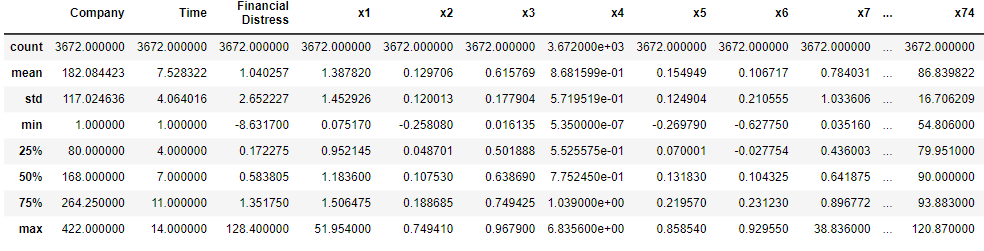 Company Time Financial Distress x1 x2 x3 x4 x5 x6 x7 ... x74
count 3672.000000 3672.000000 3672.000000 3672.000000 3672.000000 3672.000000 3.672000e+03 3672.000000 3672.000000 3672.000000 ... 3672.000000
mean 182.084423 7.528322 1.040257 1.387820 0.129706 0.615769 8.681599e-01 0.154949 0.106717 0.784031 ... 86.839822
std 117.024636 4.064016 2.652227 1.452926 0.120013 0.177904 5.719519e-01 0.124904 0.210555 1.033606 ... 16.706209
min 1.000000 1.000000 -8.631700 0.075170 -0.258080 0.016135 5.350000e-07 -0.269790 -0.627750 0.035160 ... 54.806000
25% 80.000000 4.000000 0.172275 0.952145 0.048701 0.501888 5.525575e-01 0.070001 -0.027754 0.436003 ... 79.951000
50% 168.000000 7.000000 0.583805 1.183600 0.107530 0.638690 7.752450e-01 0.131830 0.104325 0.641875 ... 90.000000
75% 264.250000 11.000000 1.351750 1.506475 0.188685 0.749425 1.039000e+00 0.219570 0.231230 0.896772 ... 93.883000
max 422.000000 14.000000 128.400000 51.954000 0.749410 0.967900 6.835600e+00 0.858540 0.929550 38.836000 ... 120.870000